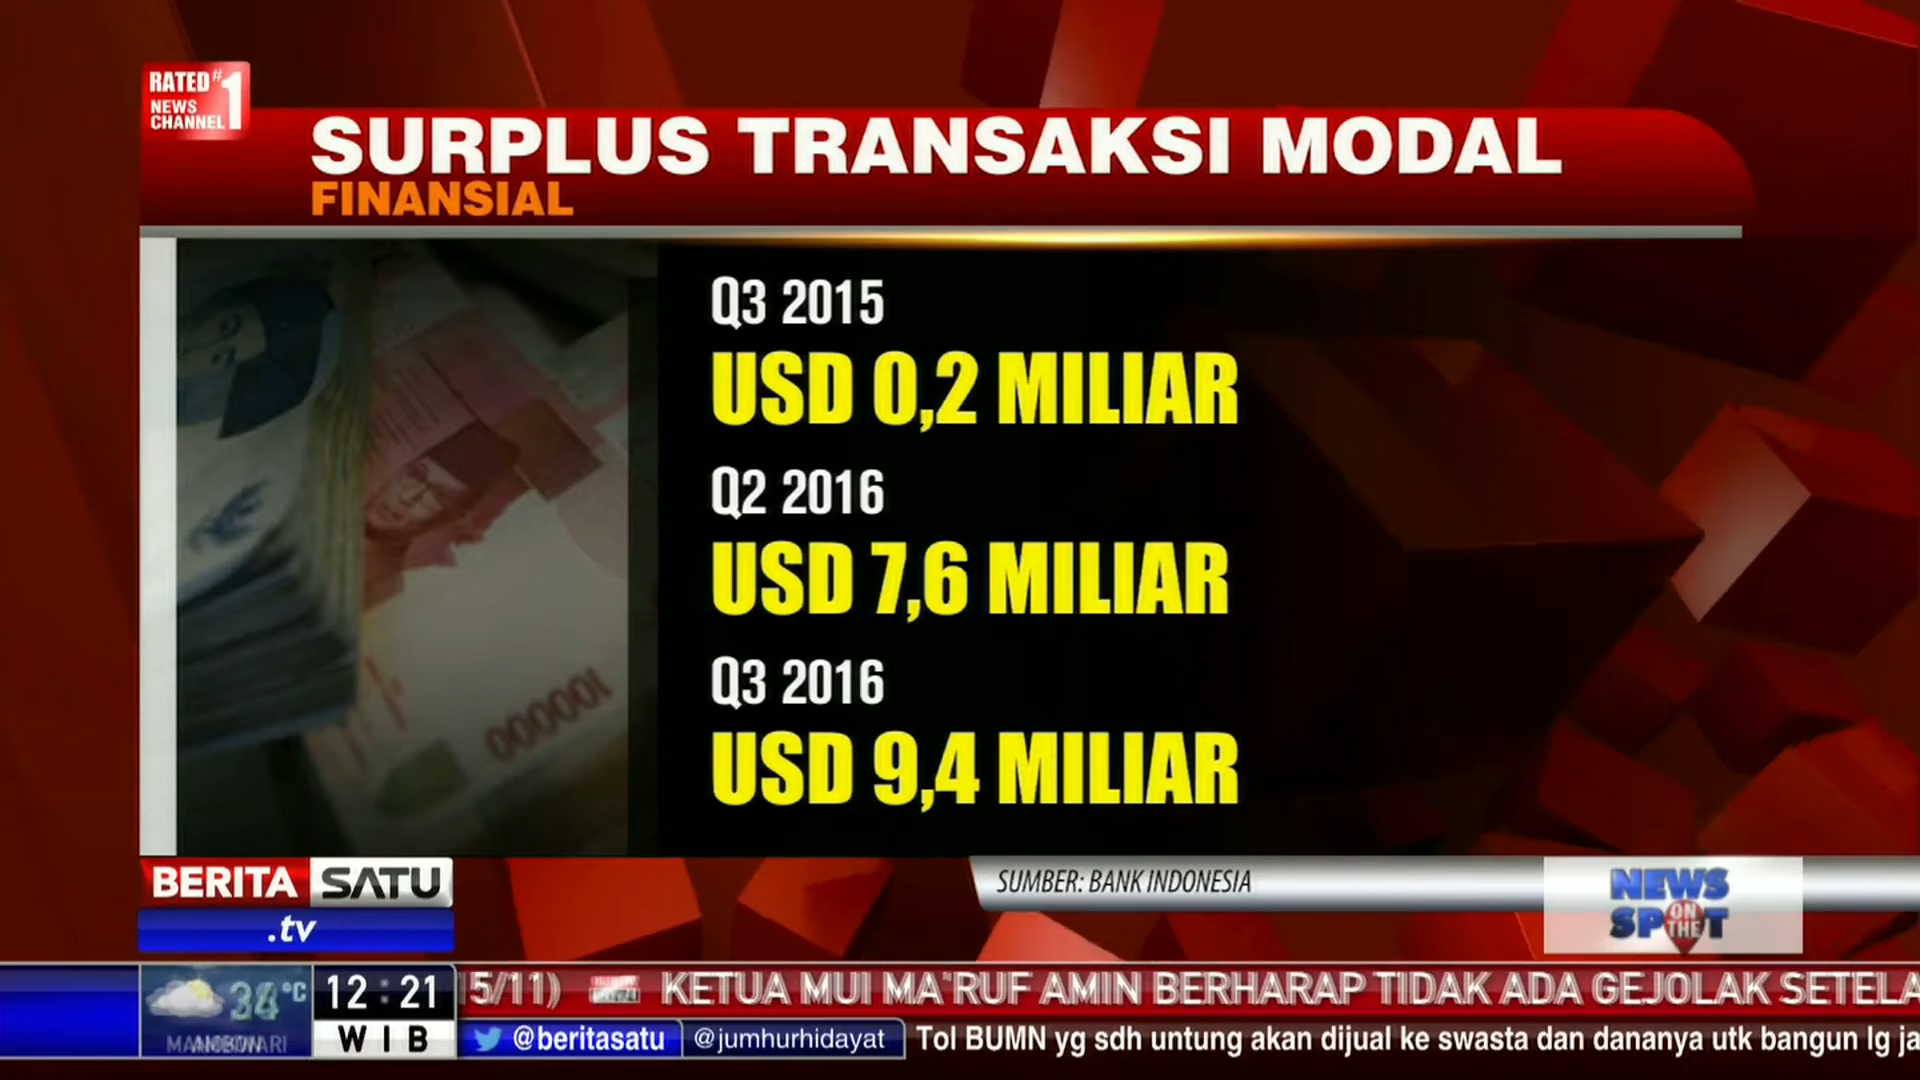 RATED #1
NEWS
CHANNEL
SURPLUS TRANSAKSI MODAL
FINANSIAL
Q3 2015
USD 0,2 MILIAR
Q2 2016
USD 7,6 MILIAR
Q3 2016
USD 9,4 MILIAR
100000
BERITA SATU
.tv
SUMBER: BANK INDONESIA
NEWS
ON THE
SPOT
°C
12:21
WIB
5/11)
KETUA MUI MA'RUF AMIN BERHARAP TIDAK ADA GEJOLAK SETELA
@beritasatu
@jumhurhidayat
Tol BUMN yg sdh untung akan dijual ke swasta dan dananya utk bangun lg ja